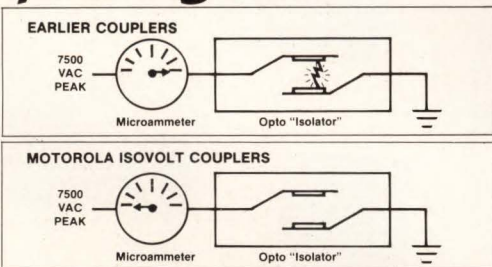 EARLIER COUPLERS
7500
VAC
PEAK
Microammeter
Opto "Isolator"
MOTOROLA ISOVOLT COUPLERS
7500
VAC
PEAK
Microammeter
Opto "Isolator"